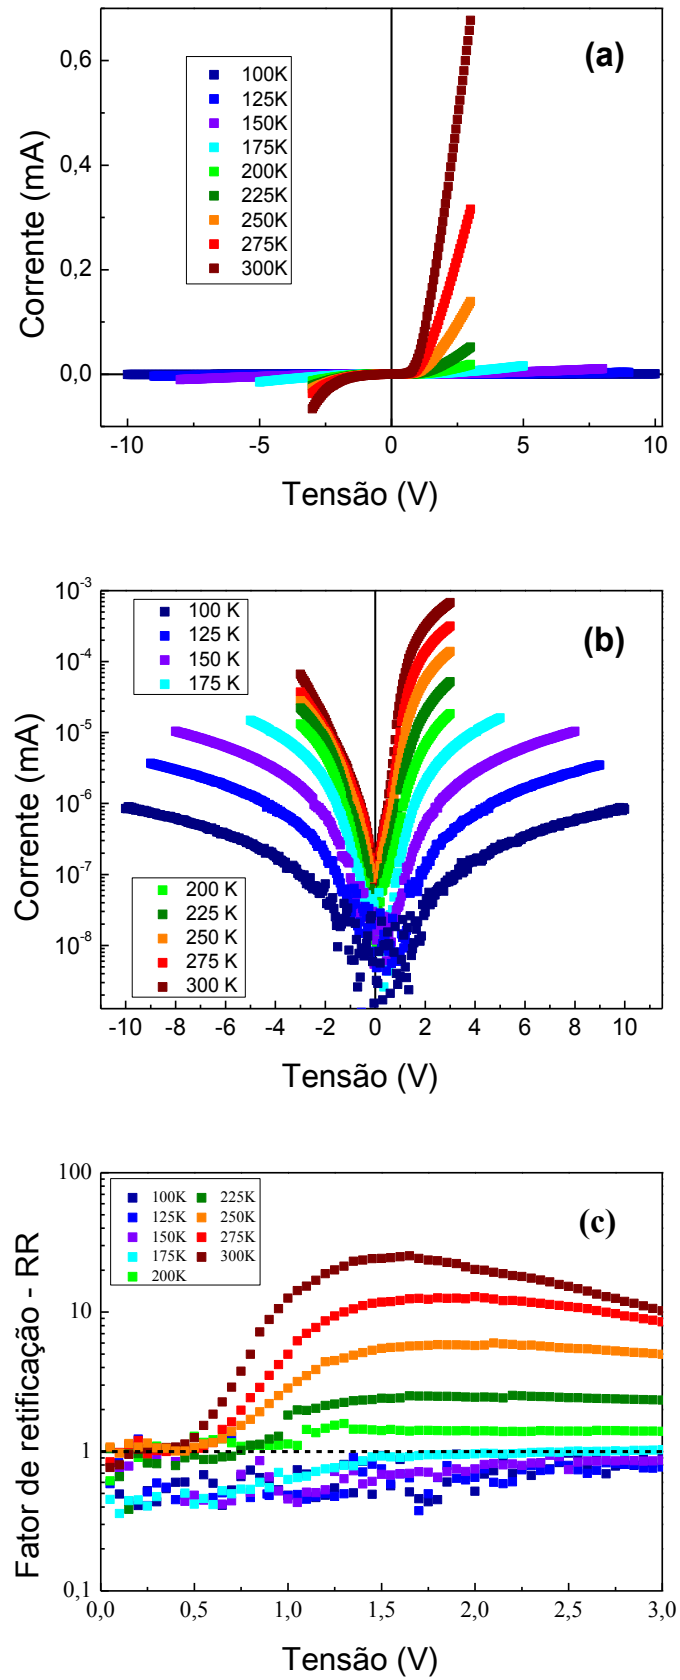 (a)
100K
125K
150K
175K
200K
225K
250K
275K
300K
Corrente (mA)
0,6
0,4
0,2
0,0
-10 -5 0 5 10
Tensão (V)
(b)
100 K
125 K
150 K
175 K
200 K
225 K
250 K
275 K
300 K
Corrente (mA)
10⁻³
10⁻⁴
10⁻⁵
10⁻⁶
10⁻⁷
10⁻⁸
-10 -8 -6 -4 -2 0 2 4 6 8 10
Tensão (V)
(c)
100K 225K
125K 250K
150K 275K
175K 300K
200K
Fator de retificação - RR
100
10
1
0,1
0,0 0,5 1,0 1,5 2,0 2,5 3,0
Tensão (V)